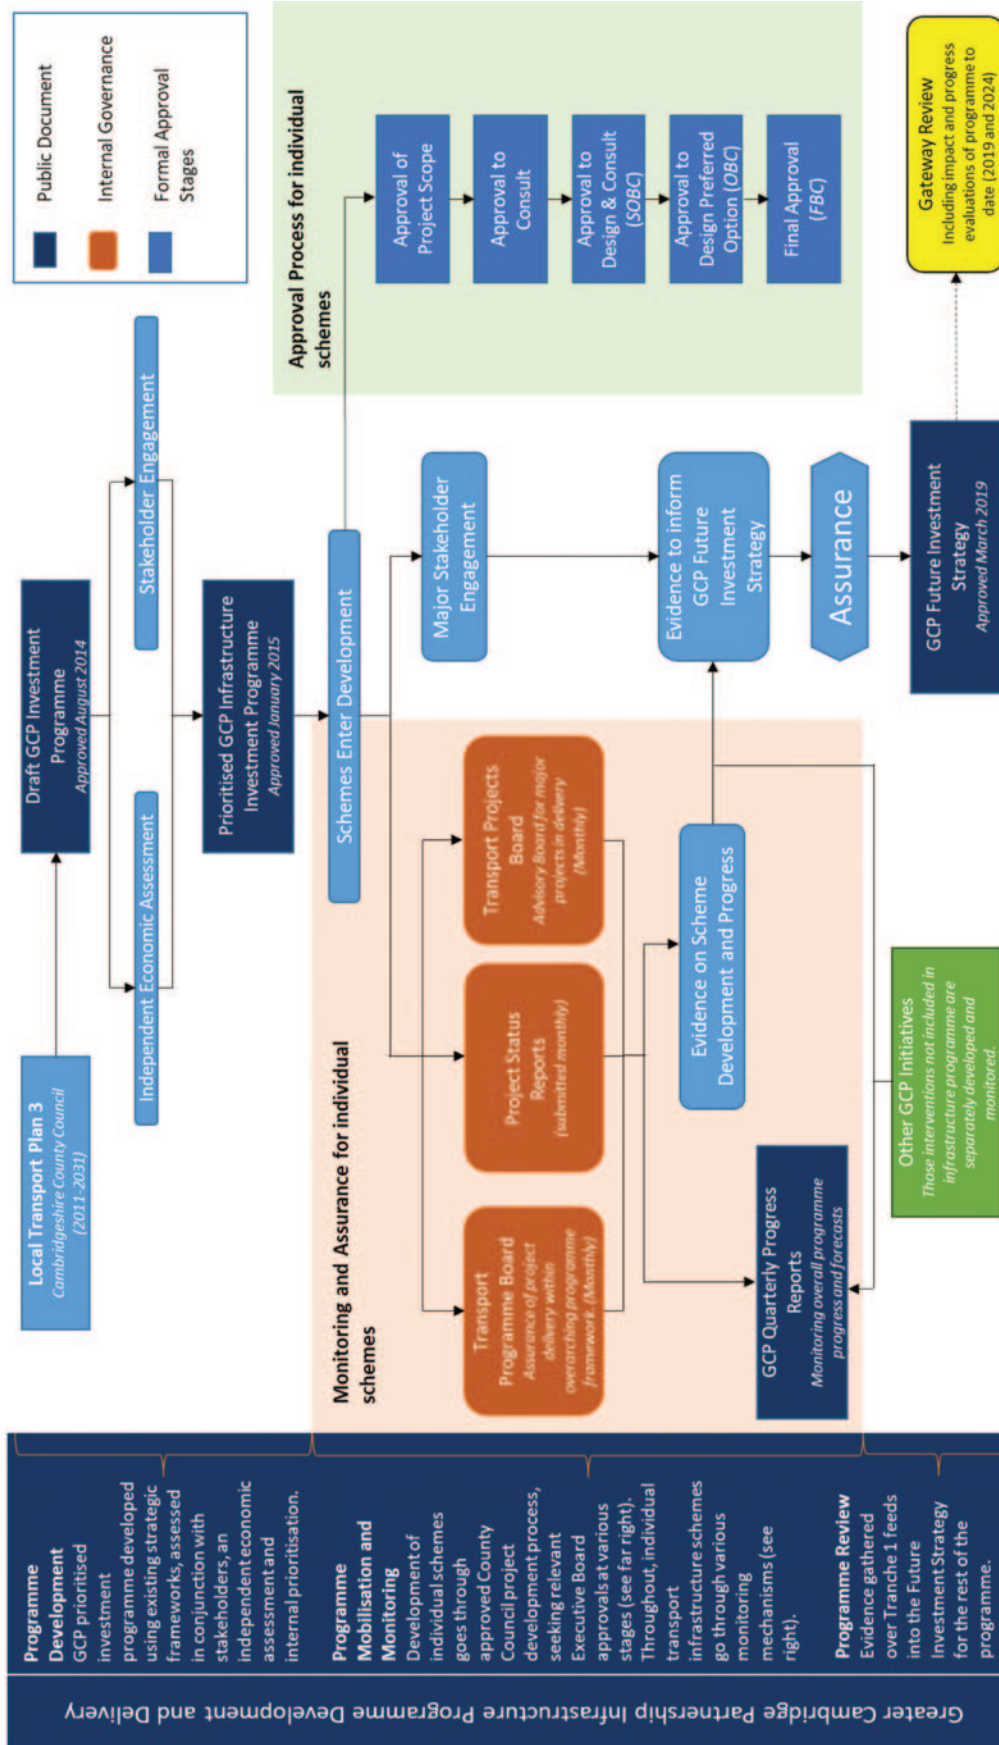 Greater Cambridge Partnership Infrastructure Programme Development and Delivery
Programme
Development
GCP prioritised
investment
programme developed
using existing strategic
frameworks, assessed
in conjunction with
stakeholders, an
independent economic
assessment and
internal prioritisation.
Programme
Mobilisation and
Monitoring
Development of
individual schemes
goes through
approved County
Council project
development process,
seeking relevant
Executive Board
approvals at various
stages (see far right).
Throughout, individual
transport
infrastructure schemes
go through various
monitoring
mechanisms (see
right).
Programme Review
Evidence gathered
over Tranche 1 feeds
into the Future
Investment Strategy
for the rest of the
programme.
Local Transport Plan 3
Cambridgeshire County Council
(2011-2031)
Draft GCP Investment
Programme
Approved August 2014
Independent Economic Assessment
Stakeholder Engagement
Prioritised GCP Infrastructure
Investment Programme
Approved January 2015
Public Document
Internal Governance
Formal Approval
Stages
Schemes Enter Development
Monitoring and Assurance for individual
schemes
Transport
Programme Board
Assurance of project
delivery within
overarching programme
framework. (Monthly)
Project Status
Reports
(submitted monthly)
Transport Projects
Board
Advisory Board for major
projects in delivery
(Monthly)
Major Stakeholder
Engagement
Evidence on Scheme
Development and Progress
GCP Quarterly Progress
Reports
Monitoring overall programme
progress and forecasts
Evidence to inform
GCP Future
Investment
Strategy
Assurance
Approval Process for individual
schemes
Approval of
Project Scope
Approval to
Consult
Approval to
Design & Consult
(SOBC)
Approval to
Design Preferred
Option (OBC)
Final Approval
(FBC)
Other GCP Initiatives
Those interventions not included in
infrastructure programme are
separately developed and
monitored.
GCP Future Investment
Strategy
Approved March 2019
Gateway Review
Including impact and progress
evaluations of programme to
date (2019 and 2024)